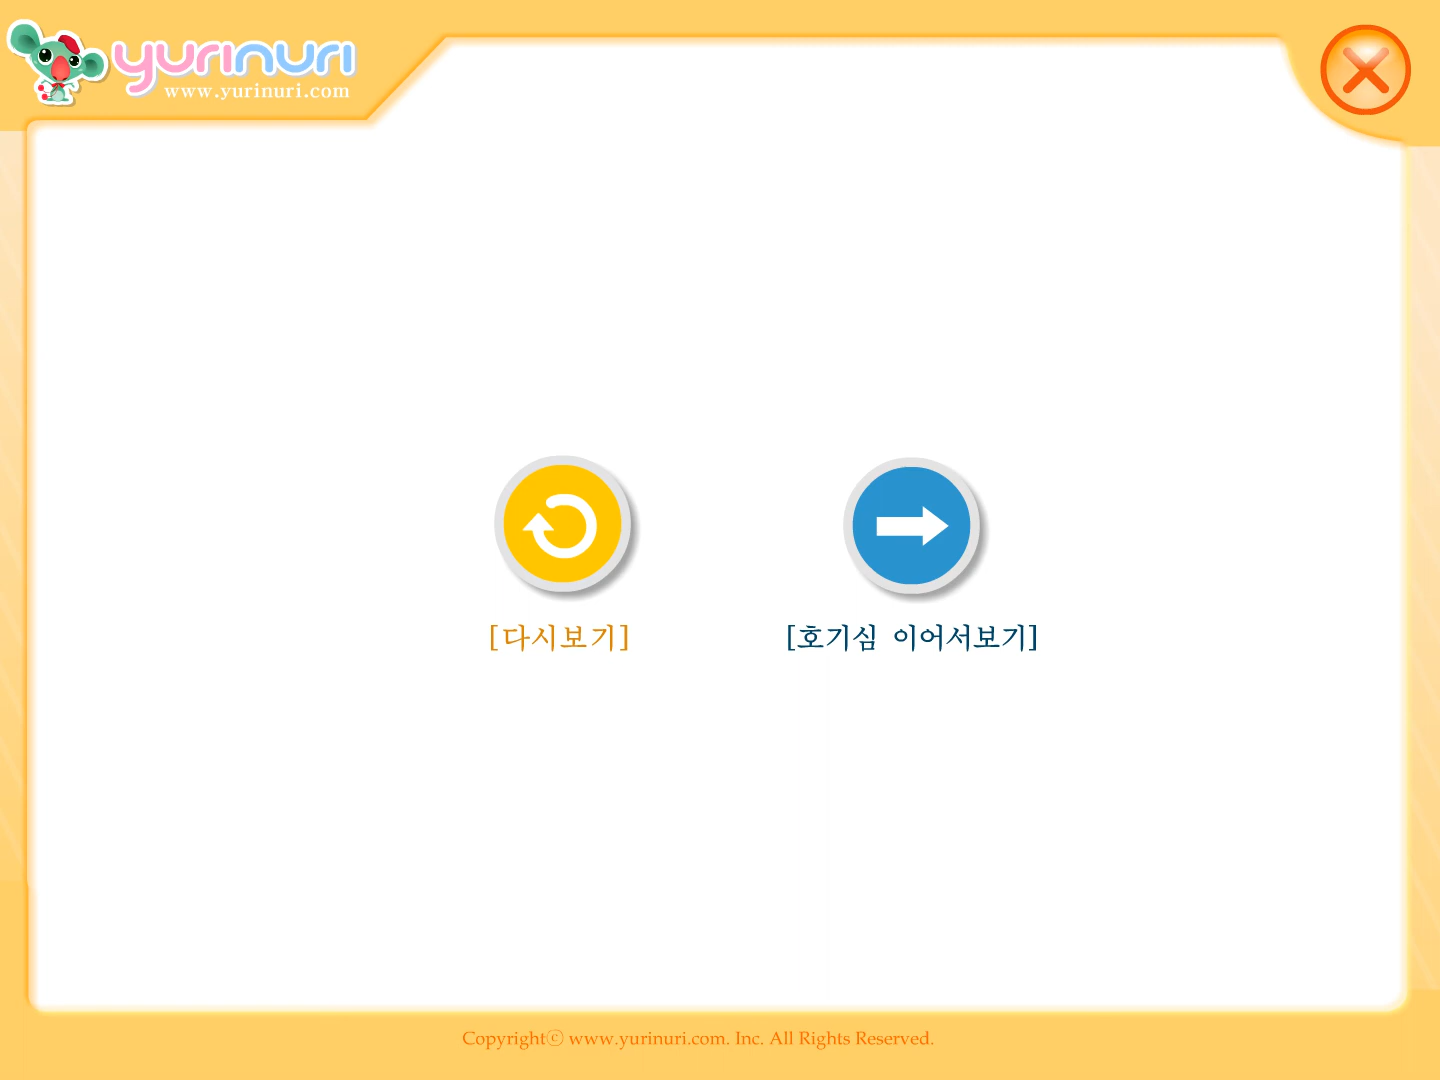 yurinuri
www.yurinuri.com
[다시보기]
[호기심 이어서보기]
Copyrightⓒ www.yurinuri.com. Inc. All Rights Reserved.